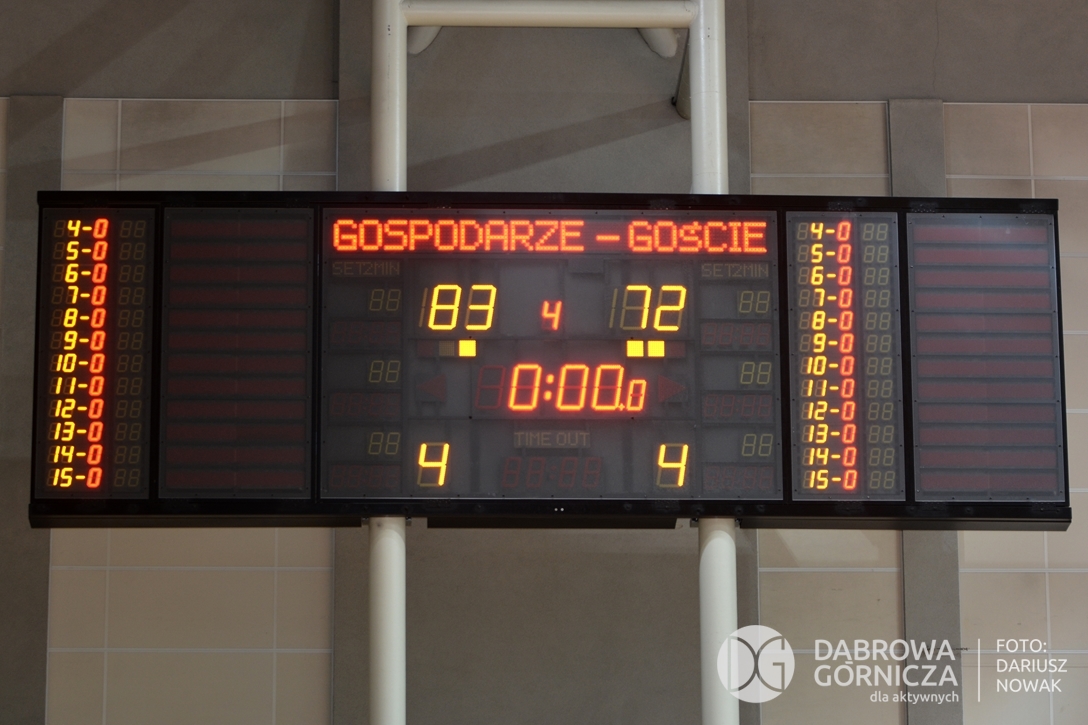 GOSPODARZE - GOŚCIE
4-0
5-0
6-0
7-0
8-0
9-0
10-0
11-0
12-0
13-0
14-0
15-0
SET2MIN
SET2MIN
83 4 72
0:00.0
TIME OUT
4 4
4-0
5-0
6-0
7-0
8-0
9-0
10-0
11-0
12-0
13-0
14-0
15-0
DG
DĄBROWA
GÓRNICZA
dla aktywnych
FOTO:
DARIUSZ
NOWAK